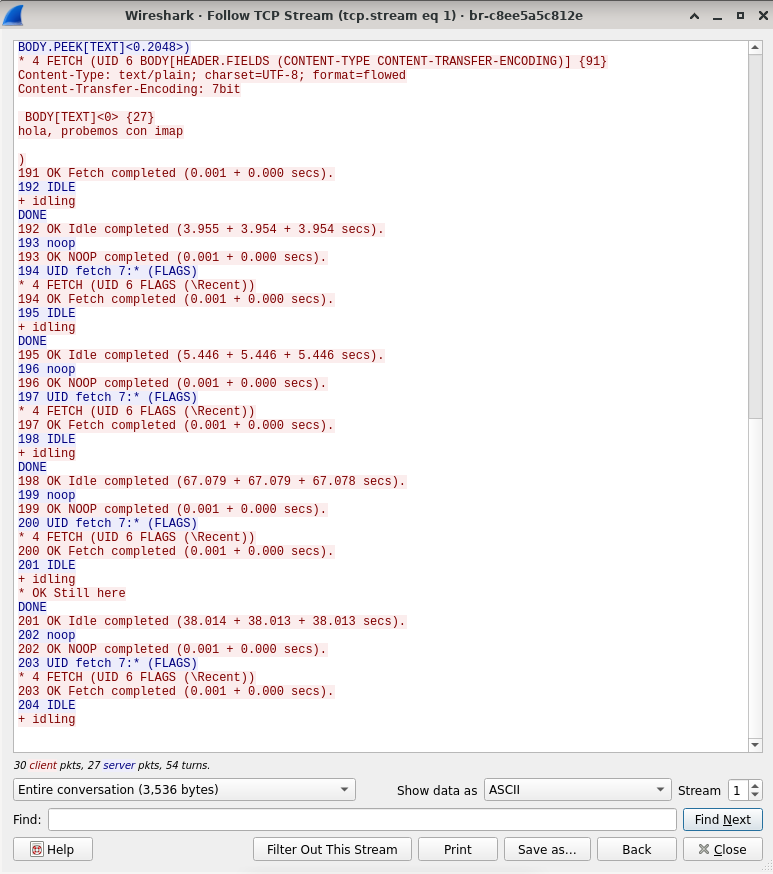 Wireshark · Follow TCP Stream (tcp.stream eq 1) · br-c8ee5a5c812e
BODY.PEEK[TEXT]<0.2048>)
* 4 FETCH (UID 6 BODY[HEADER.FIELDS (CONTENT-TYPE CONTENT-TRANSFER-ENCODING)] {91}
Content-Type: text/plain; charset=UTF-8; format=flowed
Content-Transfer-Encoding: 7bit
BODY[TEXT]<0> {27}
hola, probemos con imap
)
191 OK Fetch completed (0.001 + 0.000 secs).
192 IDLE
+ idling
DONE
192 OK Idle completed (3.955 + 3.954 + 3.954 secs).
193 noop
193 OK NOOP completed (0.001 + 0.000 secs).
194 UID fetch 7:* (FLAGS)
* 4 FETCH (UID 6 FLAGS (\Recent))
194 OK Fetch completed (0.001 + 0.000 secs).
195 IDLE
+ idling
DONE
195 OK Idle completed (5.446 + 5.446 + 5.446 secs).
196 noop
196 OK NOOP completed (0.001 + 0.000 secs).
197 UID fetch 7:* (FLAGS)
* 4 FETCH (UID 6 FLAGS (\Recent))
197 OK Fetch completed (0.001 + 0.000 secs).
198 IDLE
+ idling
DONE
198 OK Idle completed (67.079 + 67.079 + 67.078 secs).
199 noop
199 OK NOOP completed (0.001 + 0.000 secs).
200 UID fetch 7:* (FLAGS)
* 4 FETCH (UID 6 FLAGS (\Recent))
200 OK Fetch completed (0.001 + 0.000 secs).
201 IDLE
+ idling
* OK Still here
DONE
201 OK Idle completed (38.014 + 38.013 + 38.013 secs).
202 noop
202 OK NOOP completed (0.001 + 0.000 secs).
203 UID fetch 7:* (FLAGS)
* 4 FETCH (UID 6 FLAGS (\Recent))
203 OK Fetch completed (0.001 + 0.000 secs).
204 IDLE
+ idling
30 client pkts, 27 server pkts, 54 turns.
Entire conversation (3,536 bytes) Show data as ASCII Stream 1
Find: Find Next
Help Filter Out This Stream Print Save as... Back Close